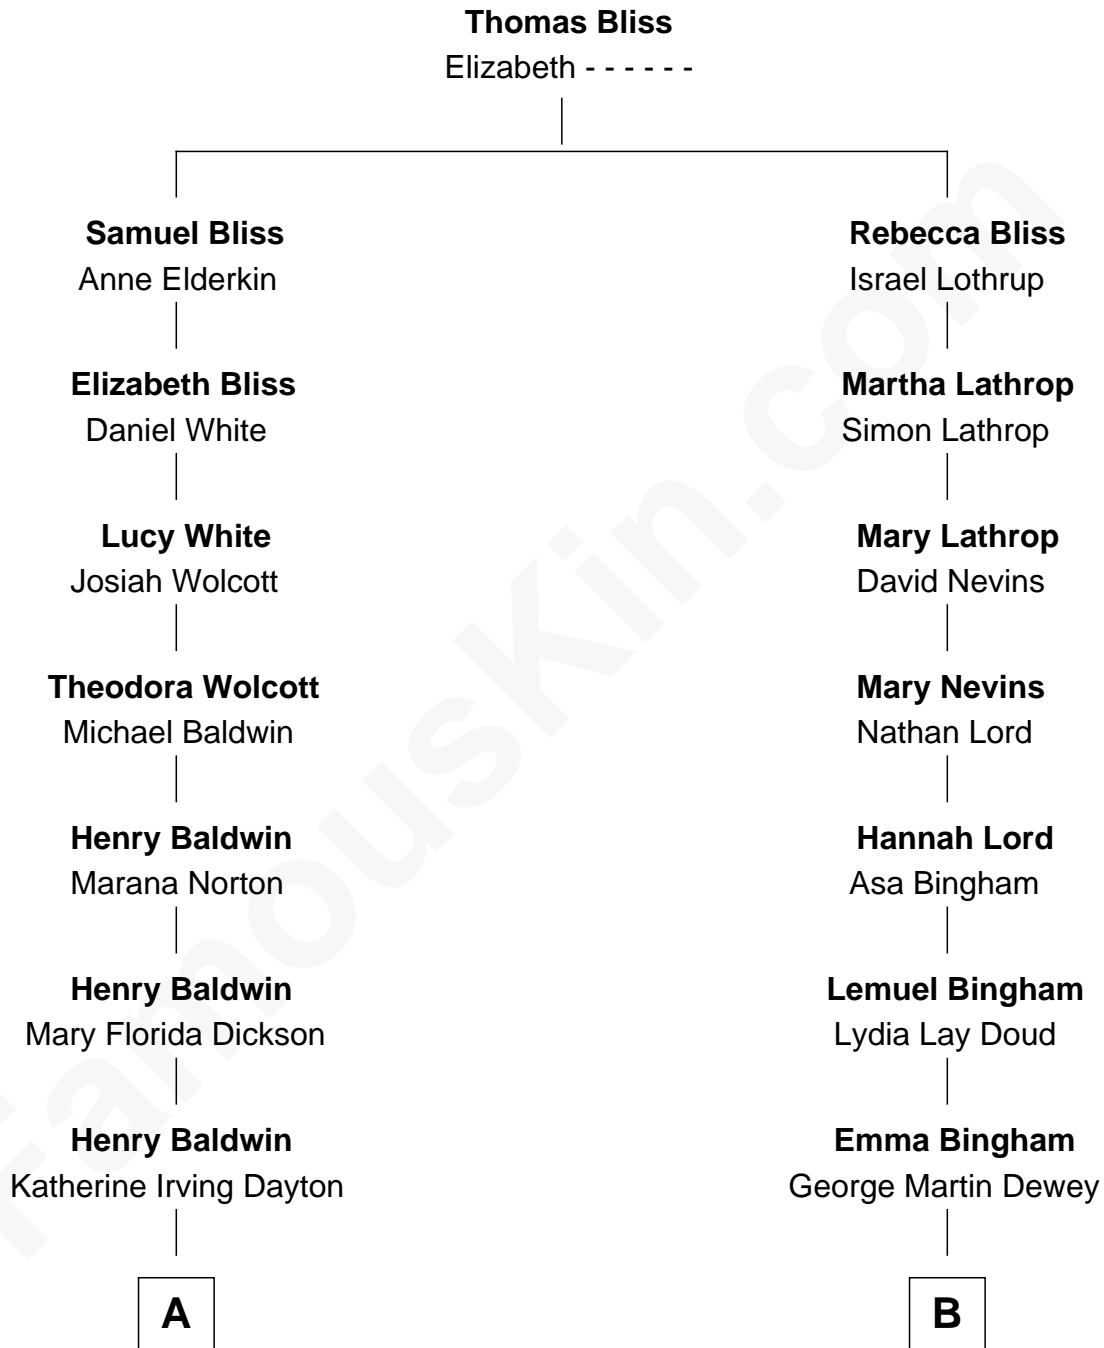 Thomas Bliss
Elizabeth - - - - - -
Samuel Bliss
Anne Elderkin
Elizabeth Bliss
Daniel White
Lucy White
Josiah Wolcott
Theodora Wolcott
Michael Baldwin
Henry Baldwin
Marana Norton
Henry Baldwin
Mary Florida Dickson
Henry Baldwin
Katherine Irving Dayton
A
Rebecca Bliss
Israel Lothrup
Martha Lathrop
Simon Lathrop
Mary Lathrop
David Nevins
Mary Nevins
Nathan Lord
Hannah Lord
Asa Bingham
Lemuel Bingham
Lydia Lay Doud
Emma Bingham
George Martin Dewey
B
FamousKin.com